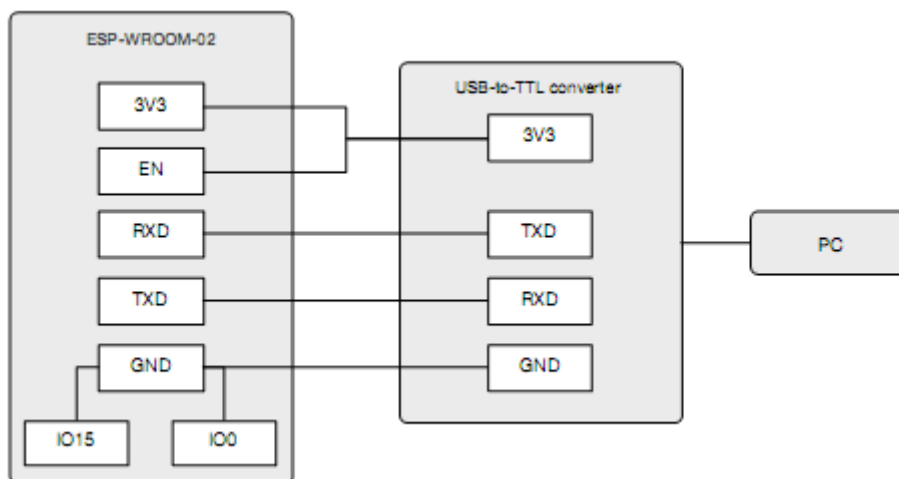 ESP-WROOM-02
3V3
EN
RXD
TXD
GND
IO15
IO0
USB-to-TTL converter
3V3
TXD
RXD
GND
PC